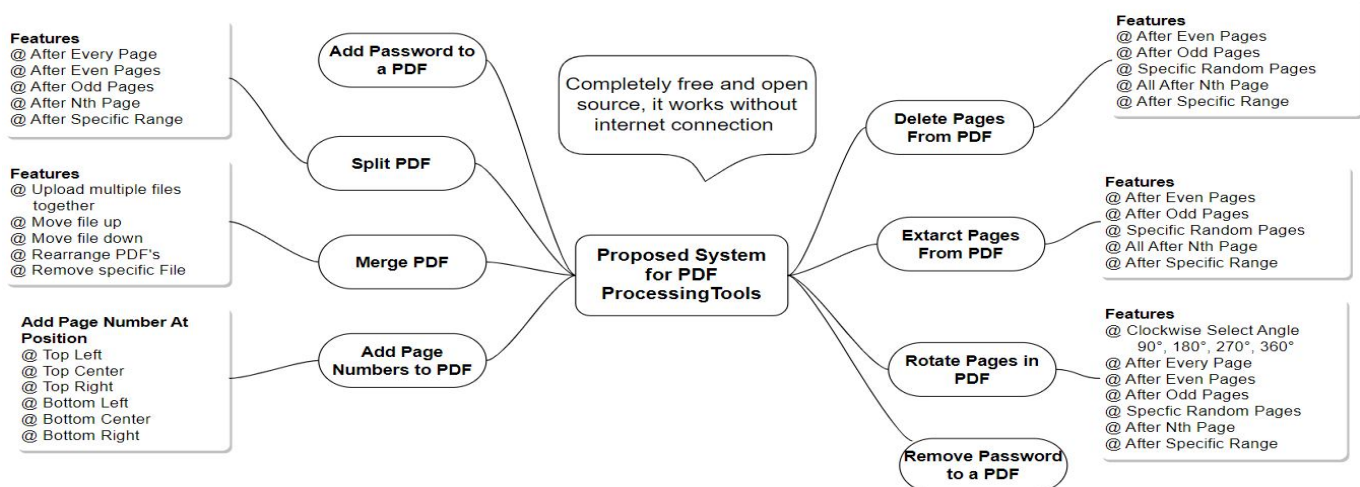 Features
@ After Every Page
@ After Even Pages
@ After Odd Pages
@ After Nth Page
@ After Specific Range
Features
@ Upload multiple files
together
@ Move file up
@ Move file down
@ Rearrange PDF's
@ Remove specific File
Add Page Number At
Position
@ Top Left
@ Top Center
@ Top Right
@ Bottom Left
@ Bottom Center
@ Bottom Right
Add Password to
a PDF
Split PDF
Merge PDF
Add Page
Numbers to PDF
Completely free and open
source, it works without
internet connection
Proposed System
for PDF
ProcessingTools
Delete Pages
From PDF
Extarct Pages
From PDF
Rotate Pages in
PDF
Remove Password
to a PDF
Features
@ After Even Pages
@ After Odd Pages
@ Specific Random Pages
@ All After Nth Page
@ After Specific Range
Features
@ After Even Pages
@ After Odd Pages
@ Specific Random Pages
@ All After Nth Page
@ After Specific Range
Features
@ Clockwise Select Angle
90°, 180°, 270°, 360°
@ After Every Page
@ After Even Pages
@ After Odd Pages
@ Specfic Random Pages
@ After Nth Page
@ After Specific Range